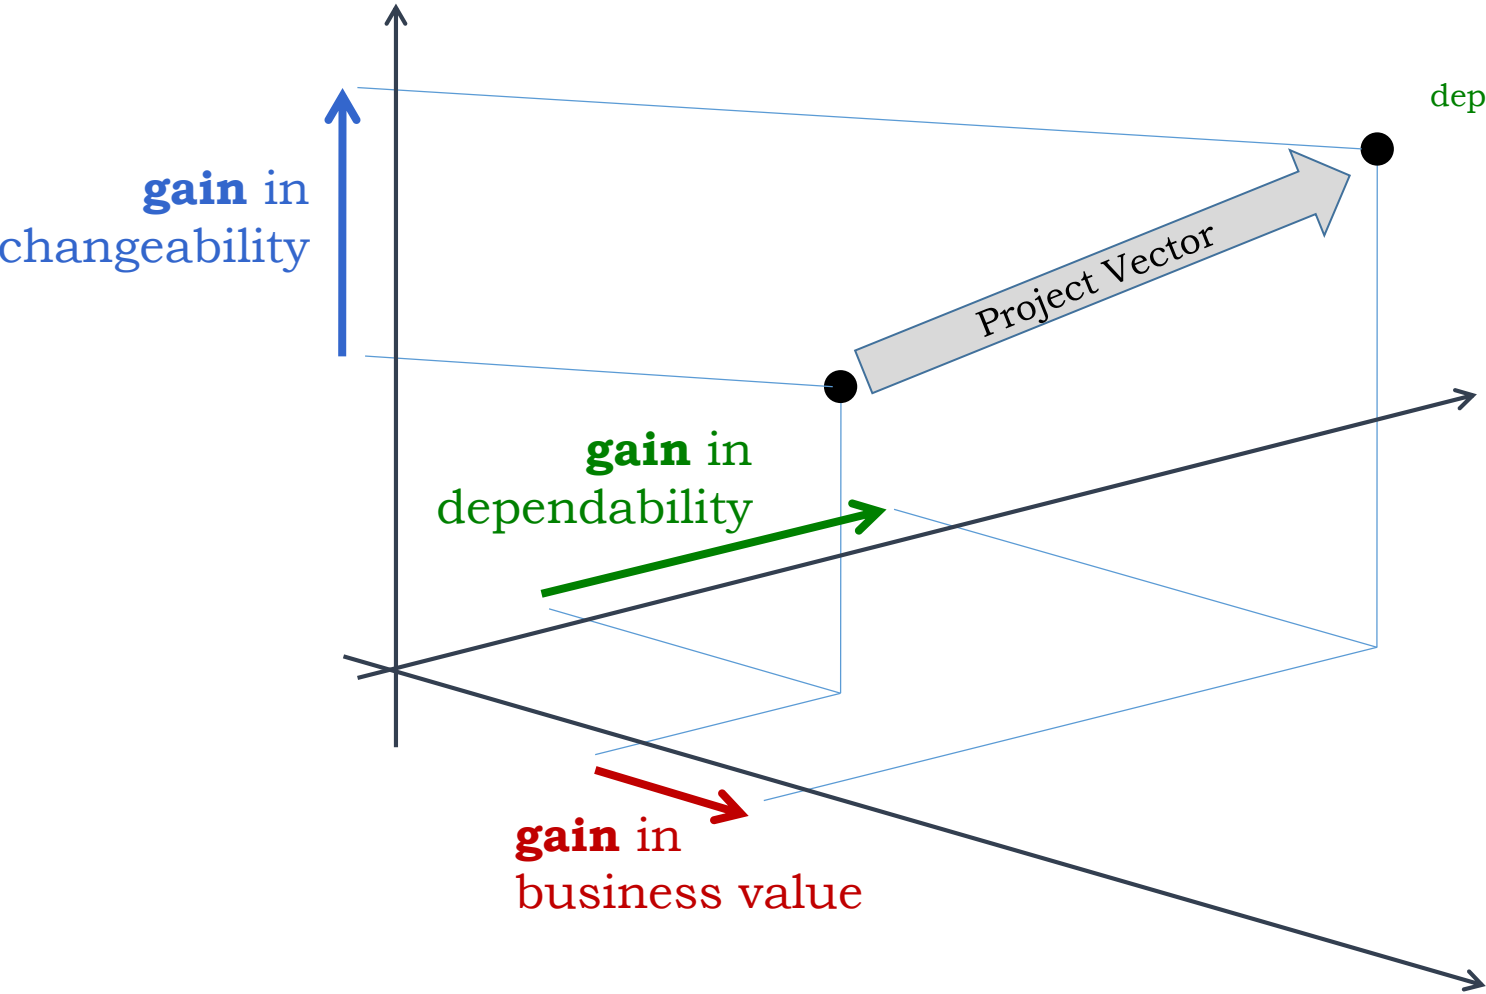 dep
gain in
changeability
Project Vector
gain in
dependability
gain in
business value